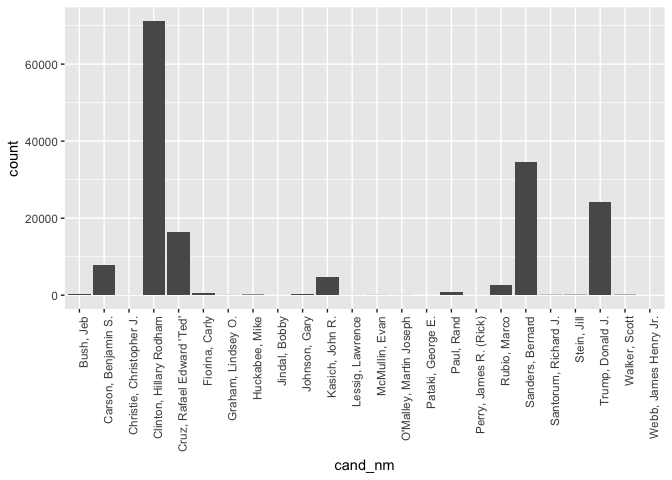 60000
40000
20000
0
count
Bush, Jeb
Carson, Benjamin S.
Christie, Christopher J.
Clinton, Hillary Rodham
Cruz, Rafael Edward 'Ted'
Fiorina, Carly
Graham, Lindsey O.
Huckabee, Mike
Jindal, Bobby
Johnson, Gary
Kasich, John R.
Lessig, Lawrence
McMullin, Evan
O'Malley, Martin Joseph
Pataki, George E.
Paul, Rand
Perry, James R. (Rick)
Rubio, Marco
Sanders, Bernard
Santorum, Richard J.
Stein, Jill
Trump, Donald J.
Walker, Scott
Webb, James Henry Jr.
cand_nm